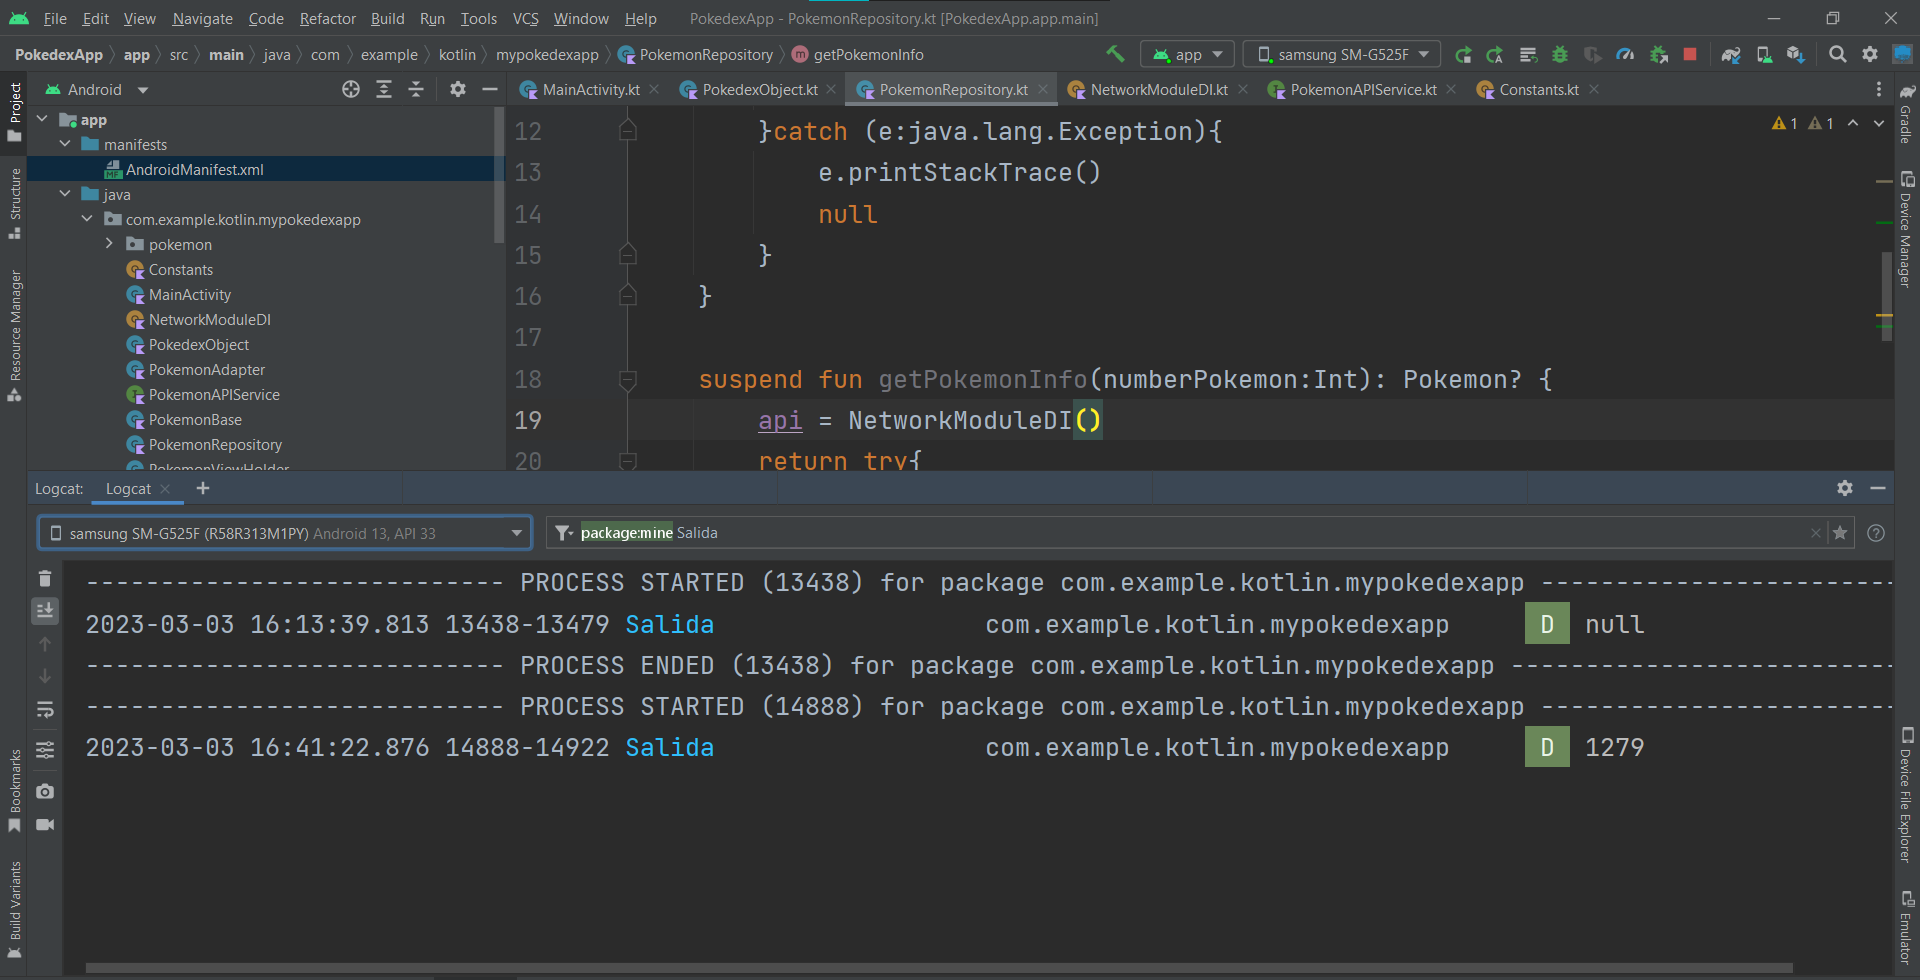 File Edit View Navigate Code Refactor Build Run Tools VCS Window Help PokedexApp - PokemonRepository.kt [PokedexApp.app.main]
PokedexApp app src main java com example kotlin mypokedexapp PokemonRepository m getPokemonInfo app samsung SM-G525F
Android MainActivity.kt PokedexObject.kt PokemonRepository.kt NetworkModuleDI.kt PokemonAPIService.kt Constants.kt
Project
Structure
Resource Manager
Bookmarks
Build Variants
app
manifests
AndroidManifest.xml
java
com.example.kotlin.mypokedexapp
pokemon
Constants
MainActivity
NetworkModuleDI
PokedexObject
PokemonAdapter
PokemonAPIService
PokemonBase
PokemonRepository
PokemonViewHolder
12 }catch (e:java.lang.Exception){
13 e.printStackTrace()
14 null
15 }
16 }
17
18 suspend fun getPokemonInfo(numberPokemon:Int): Pokemon? {
19 api = NetworkModuleDI()
20 return try{
1 1
Gradle
Device Manager
Device File Explorer
Emulator
Logcat: Logcat +
samsung SM-G525F (R58R313M1PY) Android 13, API 33 package:mine Salida
---------------------------- PROCESS STARTED (13438) for package com.example.kotlin.mypokedexapp ------------------------
2023-03-03 16:13:39.813 13438-13479 Salida com.example.kotlin.mypokedexapp D null
---------------------------- PROCESS ENDED (13438) for package com.example.kotlin.mypokedexapp --------------------------
---------------------------- PROCESS STARTED (14888) for package com.example.kotlin.mypokedexapp ------------------------
2023-03-03 16:41:22.876 14888-14922 Salida com.example.kotlin.mypokedexapp D 1279